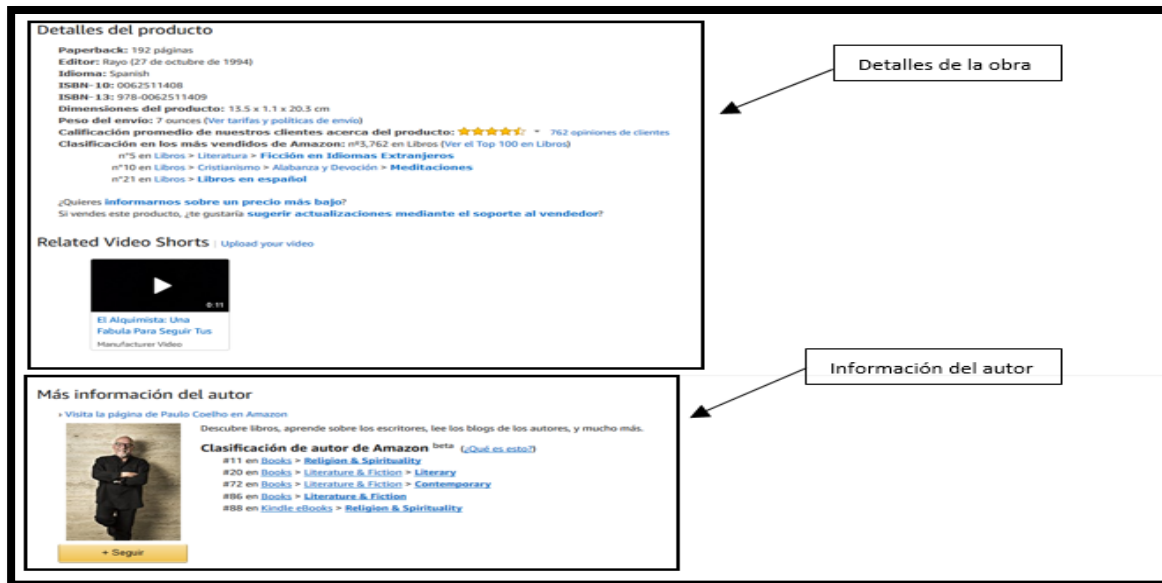 Detalles del producto
Paperback: 192 páginas
Editor: Rayo (27 de octubre de 1994)
Idioma: Spanish
ISBN-10: 0062511408
ISBN-13: 978-0062511409
Dimensiones del producto: 13.5 x 1.1 x 20.3 cm
Peso del envío: 7 ounces (Ver tarifas y políticas de envío)
Calificación promedio de nuestros clientes acerca del producto: 762 opiniones de clientes
Clasificación en los más vendidos de Amazon: nº3,762 en Libros (Ver el Top 100 en Libros)
nº5 en Libros > Literatura > Ficción en Idiomas Extranjeros
nº10 en Libros > Cristianismo > Alabanza y Devoción > Meditaciones
nº21 en Libros > Libros en español
¿Quieres informarnos sobre un precio más bajo?
Si vendes este producto, ¿te gustaría sugerir actualizaciones mediante el soporte al vendedor?
Related Video Shorts | Upload your video
0:11
El Alquimista: Una
Fabula Para Seguir Tus
Manufacturer Video
Detalles de la obra
Más información del autor
› Visita la página de Paulo Coelho en Amazon
Descubre libros, aprende sobre los escritores, lee los blogs de los autores, y mucho más.
Clasificación de autor de Amazon beta (¿Qué es esto?)
#11 en Books > Religion & Spirituality
#20 en Books > Literature & Fiction > Literary
#72 en Books > Literature & Fiction > Contemporary
#86 en Books > Literature & Fiction
#88 en Kindle eBooks > Religion & Spirituality
+ Seguir
Información del autor